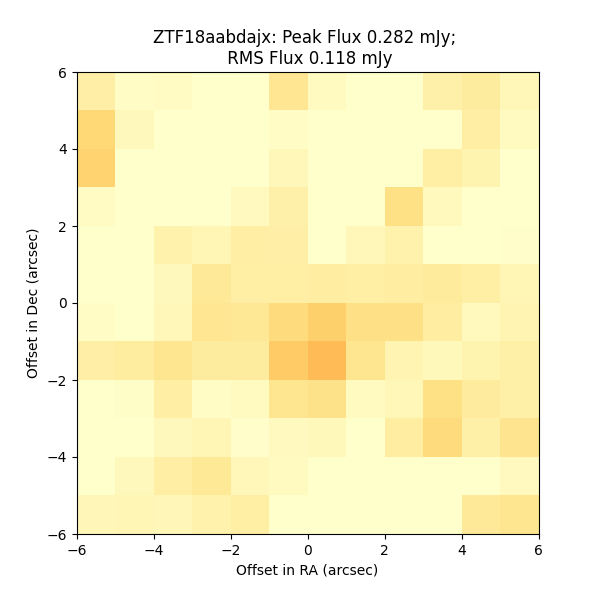 ZTF18aabdajx: Peak Flux 0.282 mJy;
RMS Flux 0.118 mJy
6
4
2
0
−2
−4
−6
Offset in Dec (arcsec)
−6 −4 −2 0 2 4 6
Offset in RA (arcsec)